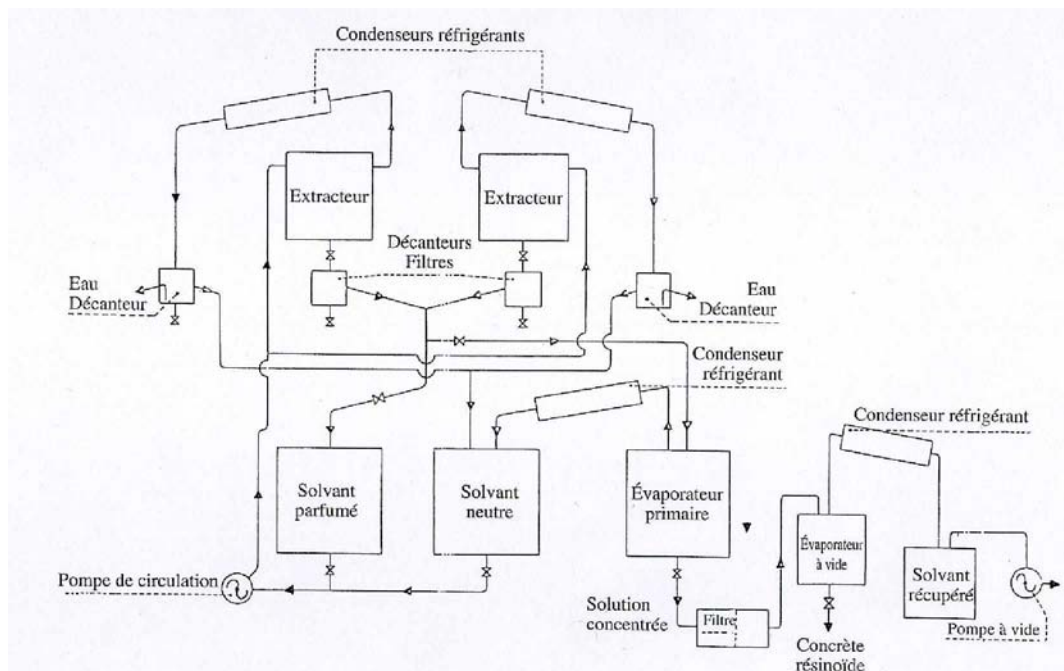 Condenseurs réfrigérants
Extracteur
Extracteur
Décanteurs
Filtres
Eau
Décanteur
Eau
Décanteur
Condenseur
réfrigérant
Condenseur réfrigérant
Solvant
parfumé
Solvant
neutre
Évaporateur
primaire
Évaporateur
à vide
Solvant
récupéré
Pompe de circulation
Solution
concentrée
Filtre
Pompe à vide
Concrète
résinoïde